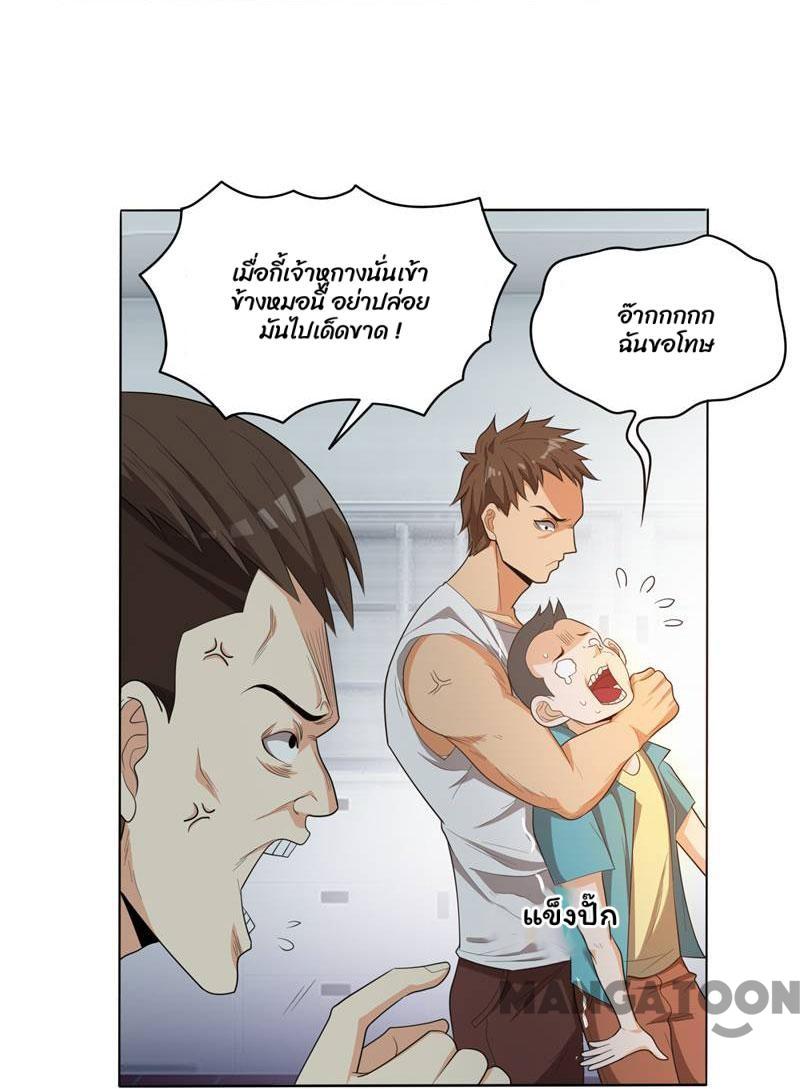 เมื่อกี้เจ้าหูกางนั่นเข้า
ข้างหมอนี่ อย่าปล่อย
มันไปเด็ดขาด !
อ๊ากกกกก
ฉันขอโทษ
แข็งปั๊ก
MANGATOON